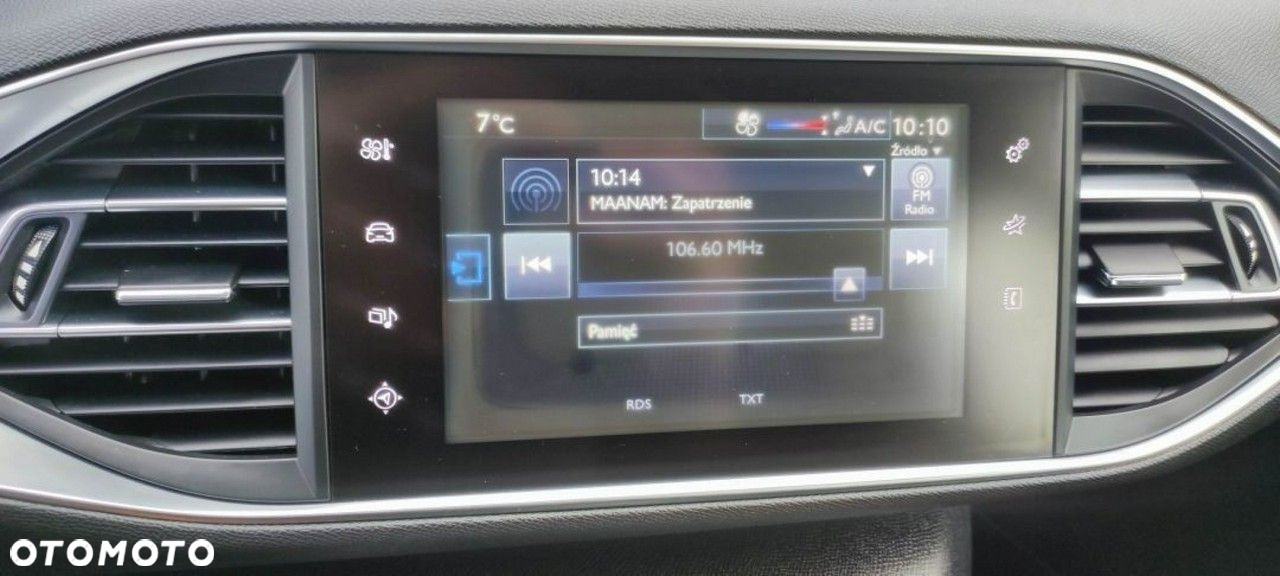 7°C
A/C 10:10
Źródło
10:14
MAANAM: Zapatrzenie
FM
Radio
106.60 MHz
Pamięć
RDS TXT
OTOMOTO